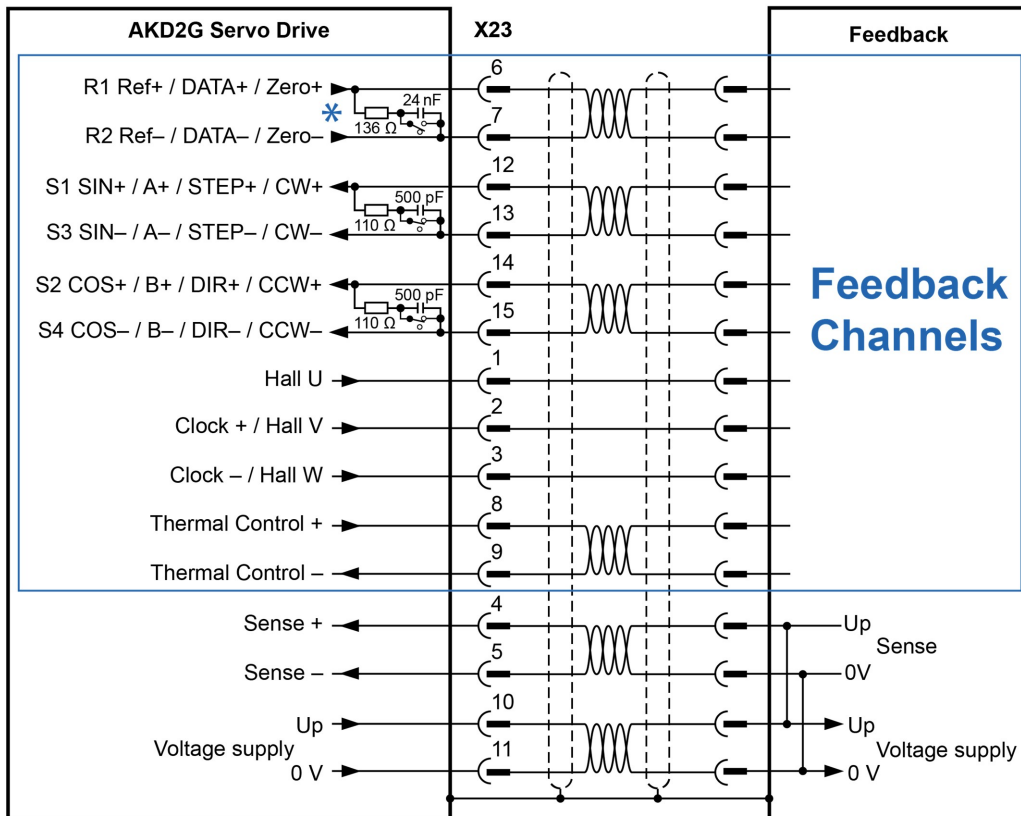 AKD2G Servo Drive
X23
Feedback
R1 Ref+ / DATA+ / Zero+
6
*
136 Ω
24 nF
R2 Ref– / DATA– / Zero–
7
S1 SIN+ / A+ / STEP+ / CW+
12
110 Ω
500 pF
S3 SIN– / A– / STEP– / CW–
13
S2 COS+ / B+ / DIR+ / CCW+
14
110 Ω
500 pF
S4 COS– / B– / DIR– / CCW–
15
Feedback
Channels
Hall U
1
Clock + / Hall V
2
Clock – / Hall W
3
Thermal Control +
8
Thermal Control –
9
Sense +
4
Up
Sense
Sense –
5
0V
Up
10
Up
Voltage supply
Voltage supply
0 V
11
0 V